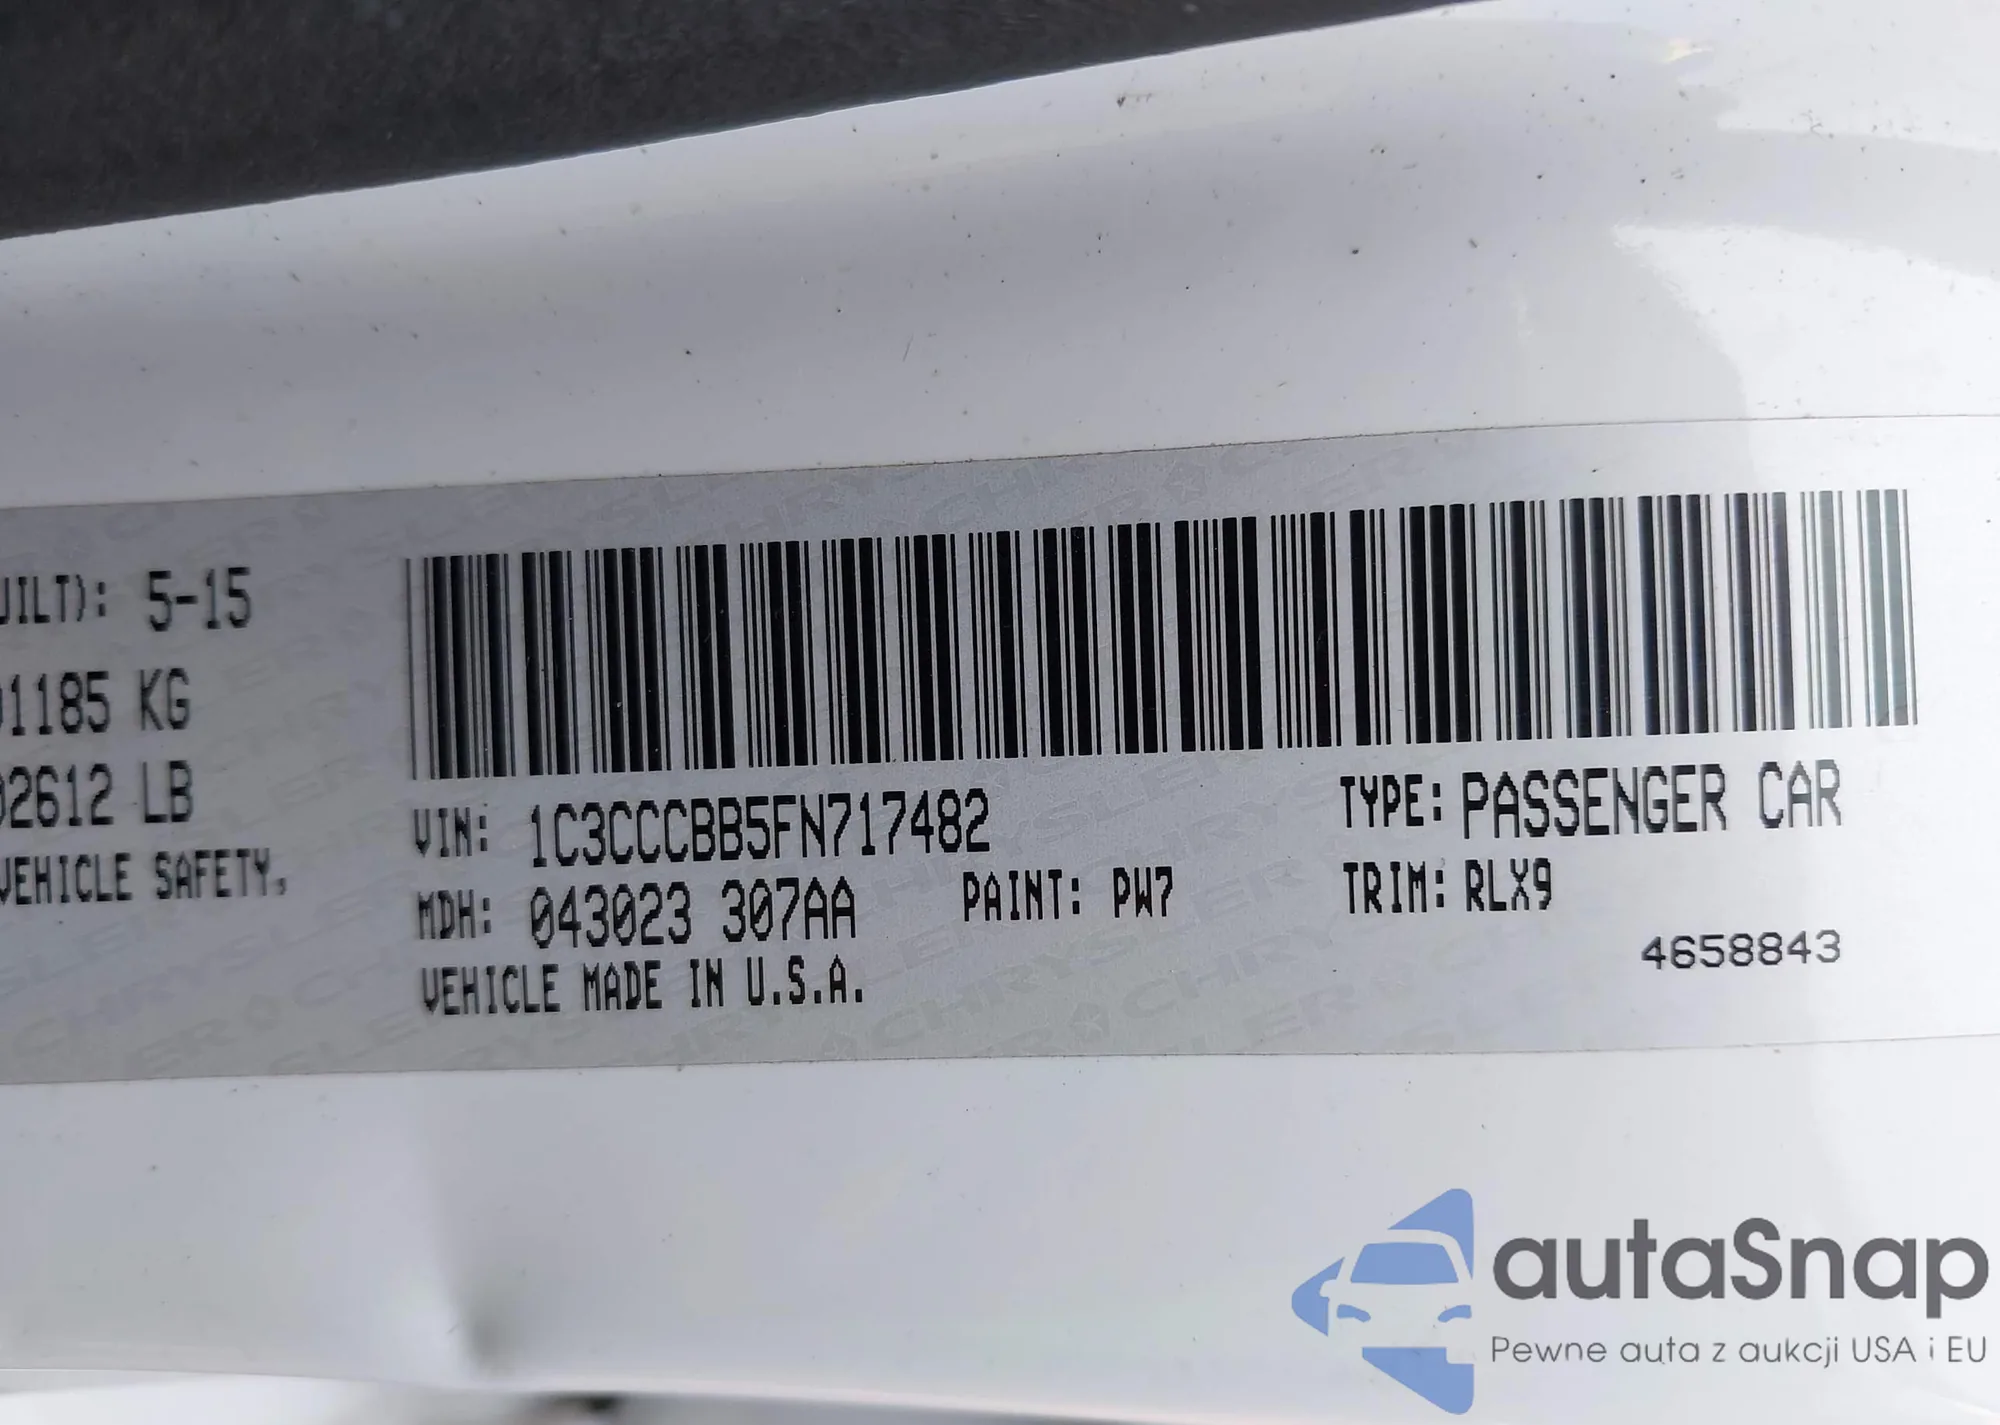 UILT): 5-15
01185 KG
02612 LB
VEHICLE SAFETY,
VIN: 1C3CCCBB5FN717482
TYPE: PASSENGER CAR
MDH: 043023 307AA
PAINT: PW7
TRIM: RLX9
VEHICLE MADE IN U.S.A.
4658843
autaSnap
Pewne auta z aukcji USA i EU